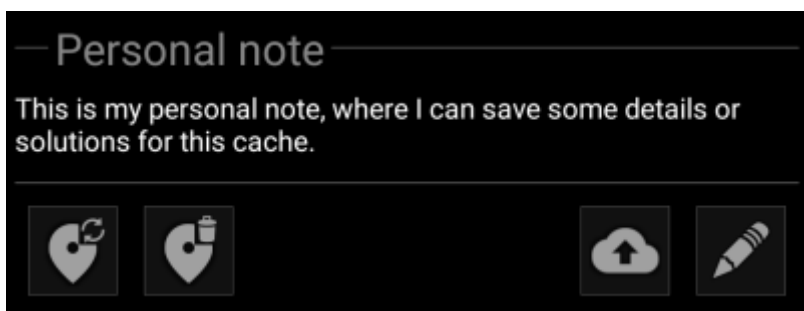 Personal note
This is my personal note, where I can save some details or
solutions for this cache.